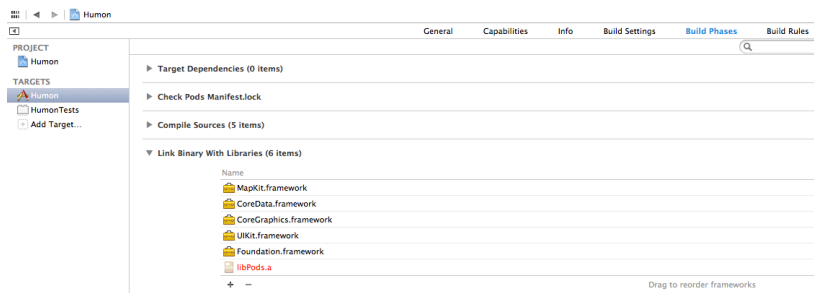 Humon
General Capabilities Info Build Settings Build Phases Build Rules
PROJECT
Humon
TARGETS
Humon
HumonTests
Add Target...
Target Dependencies (0 items)
Check Pods Manifest.lock
Compile Sources (5 items)
Link Binary With Libraries (6 items)
Name
MapKit.framework
CoreData.framework
CoreGraphics.framework
UIKit.framework
Foundation.framework
libPods.a
+ −
Drag to reorder frameworks